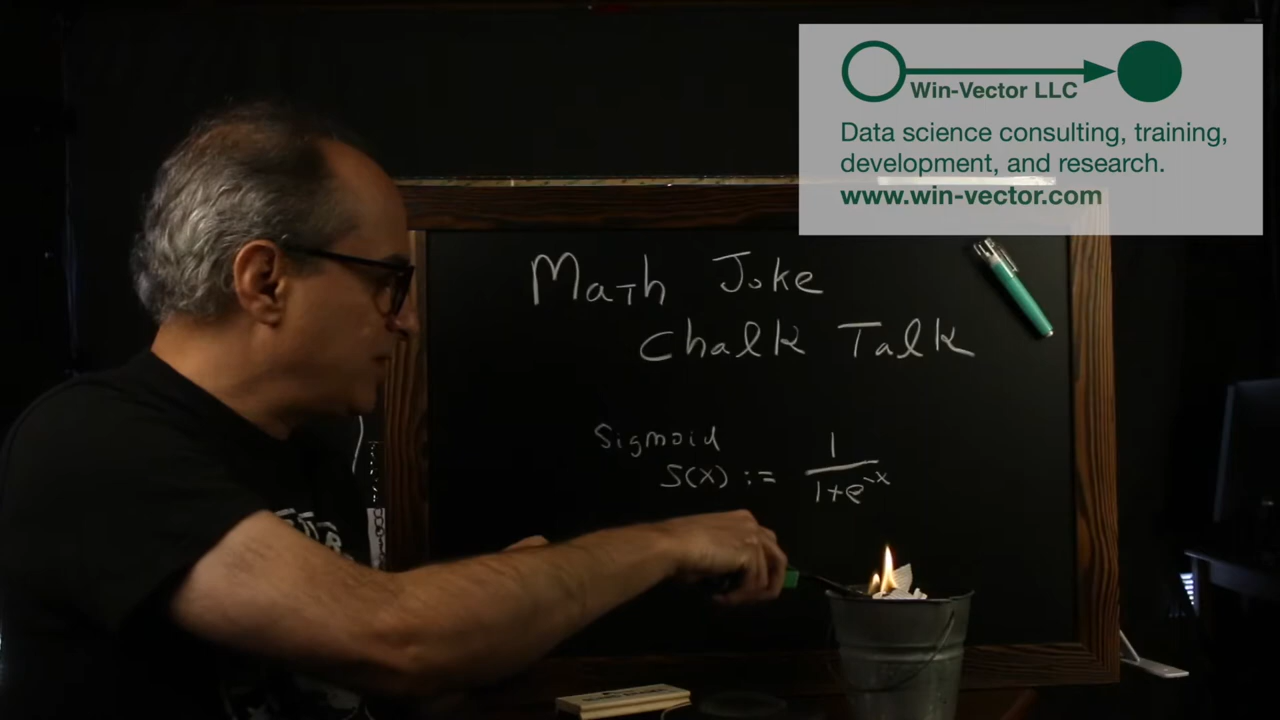 Win-Vector LLC
Data science consulting, training,
development, and research.
www.win-vector.com
Math Joke
Chalk Talk
Sigmoid
S(x) := 1/(1+e^-x)